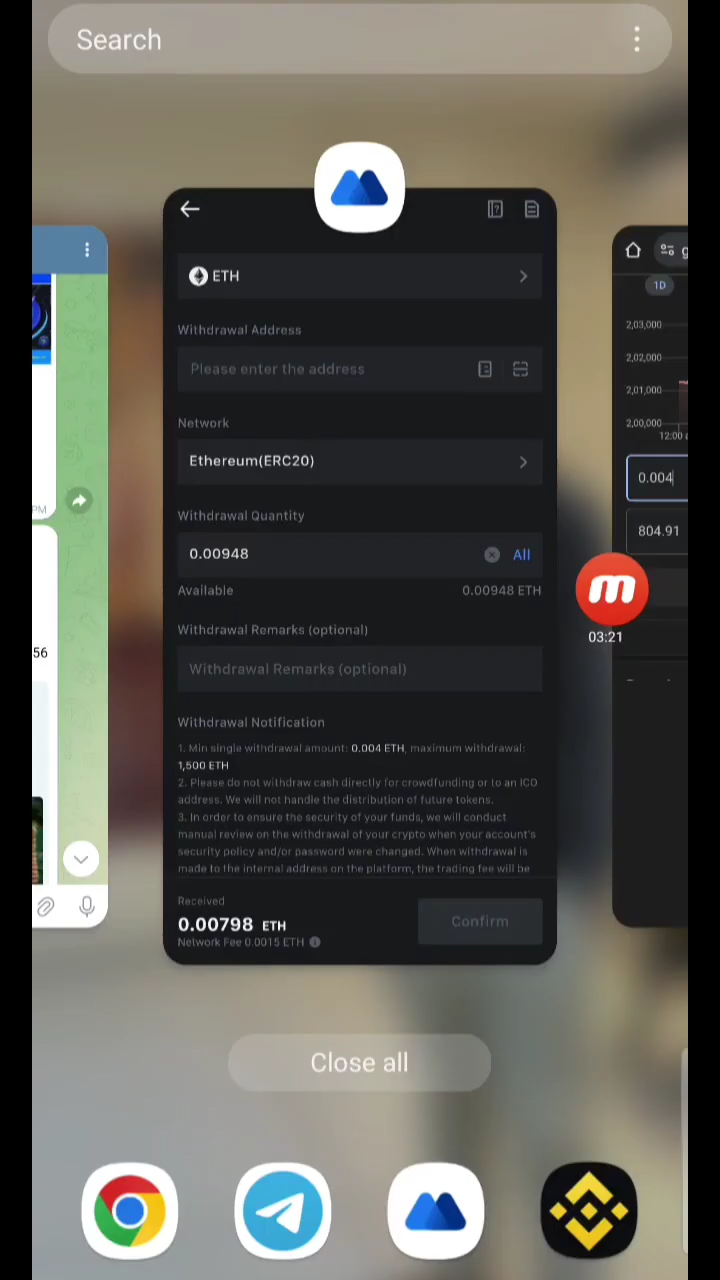 Search
ETH
Withdrawal Address
Please enter the address
Network
Ethereum(ERC20)
Withdrawal Quantity
0.00948
All
Available
0.00948 ETH
Withdrawal Remarks (optional)
Withdrawal Remarks (optional)
Withdrawal Notification
1. Min single withdrawal amount: 0.004 ETH, maximum withdrawal:
1,500 ETH
2. Please do not withdraw cash directly for crowdfunding or to an ICO
address. We will not handle the distribution of future tokens.
3. In order to ensure the security of your funds, we will conduct
manual review on the withdrawal of your crypto when your account's
security policy and/or password were changed. When withdrawal is
made to the internal address on the platform, the trading fee will be
Received
0.00798 ETH
Network Fee 0.0015 ETH
Confirm
PM
56
g
1D
2,03,000
2,02,000
2,01,000
2,00,000
12:00
0.004
804.91
m
03:21
Close all